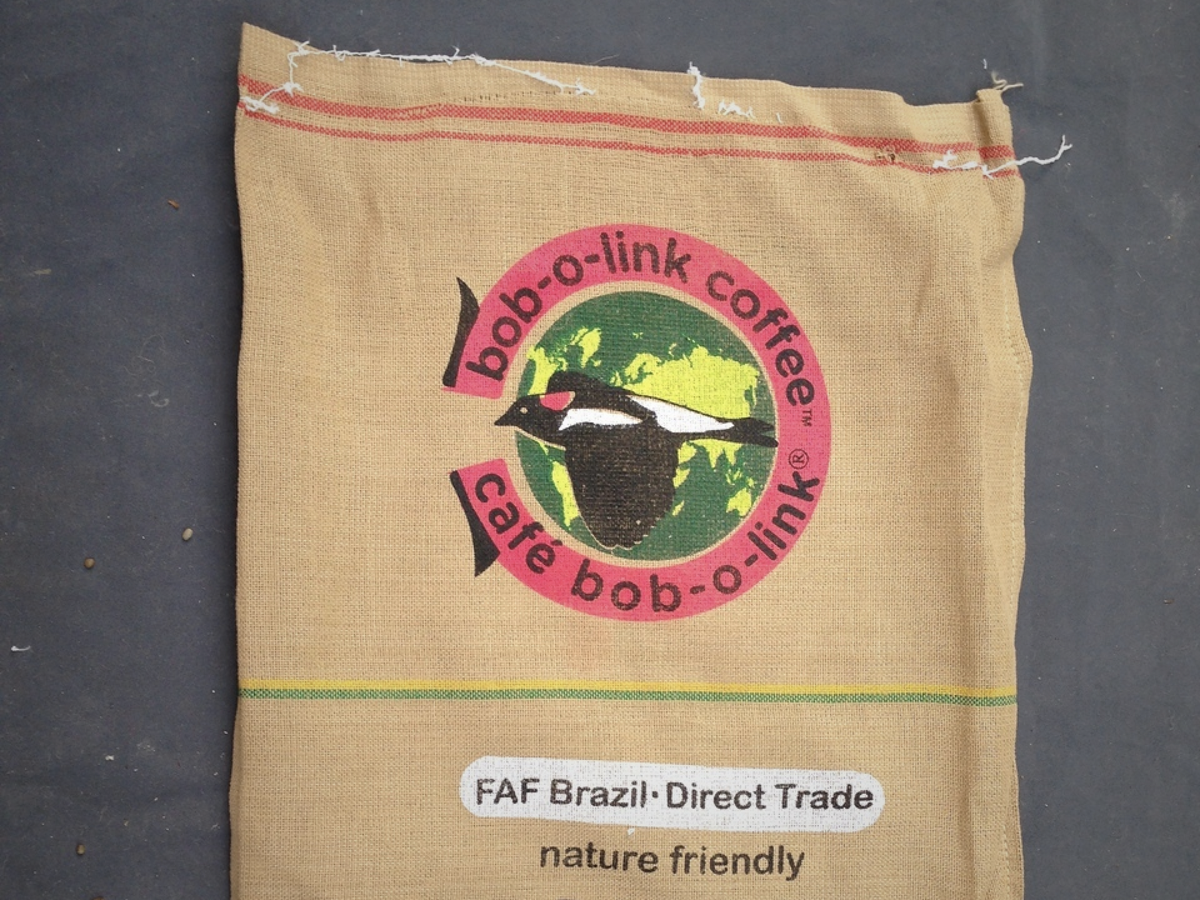 bob-o-link coffee™
café bob-o-link®
FAF Brazil·Direct Trade
nature friendly